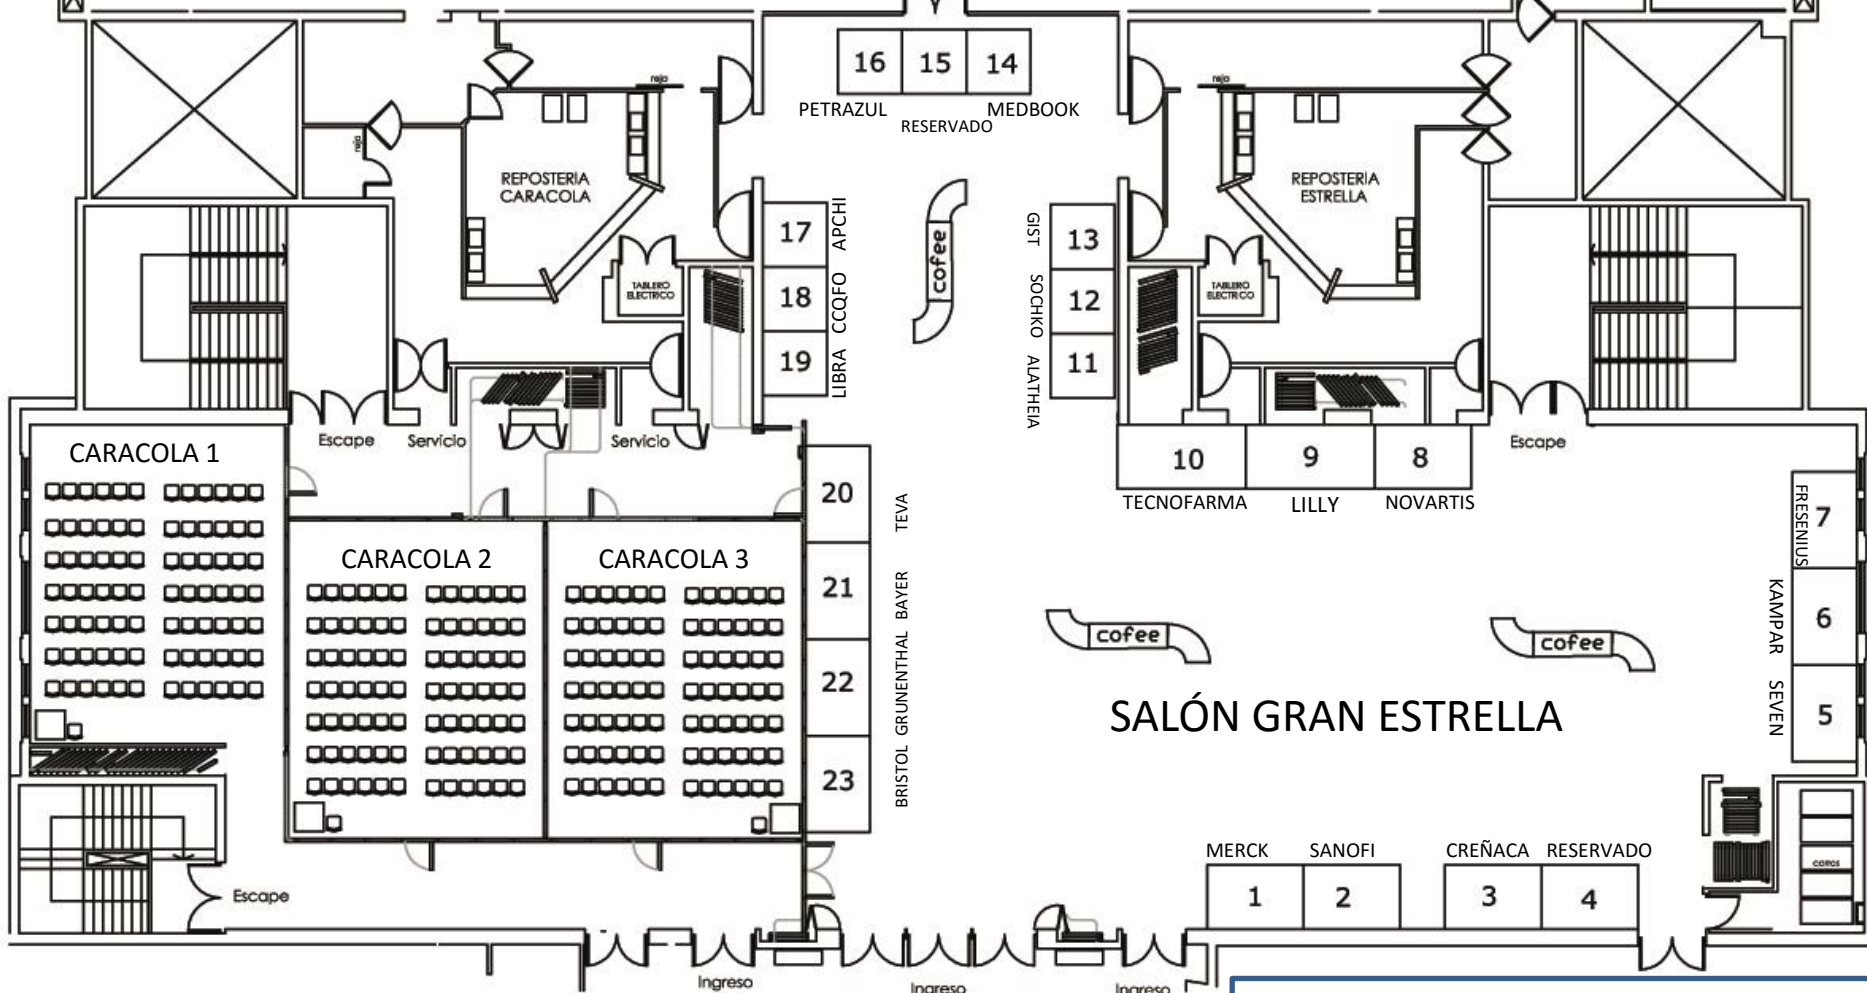 16 15 14
PETRAZUL MEDBOOK
RESERVADO
reja
reja
reja
REPOSTERIA
CARACOLA
REPOSTERIA
ESTRELLA
TABLERO
ELECTRICO
TABLERO
ELECTRICO
17 APCHI
18 CCQFO
19 LIBRA
cofee
GIST 13
SOCHKO 12
ALATHEIA 11
Escape
Servicio
Servicio
Escape
10 9 8
TECNOFARMA LILLY NOVARTIS
CARACOLA 1
CARACOLA 2
CARACOLA 3
20 TEVA
21 BAYER
22 GRUNENTHAL
23 BRISTOL
FRESENIUS 7
KAMPAR 6
SEVEN 5
cofee
cofee
SALÓN GRAN ESTRELLA
MERCK SANOFI CREÑACA RESERVADO
1 2 3 4
Escape
Ingreso
Ingreso
Ingreso